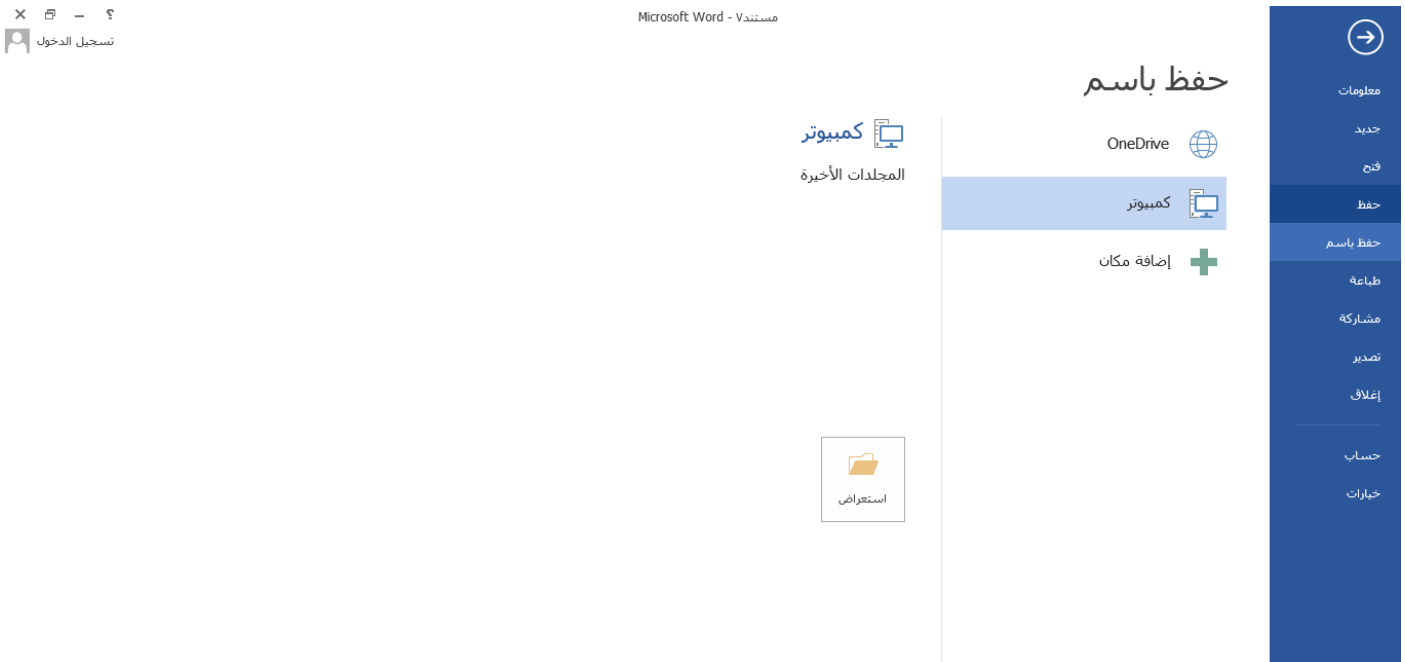 مستند٧ - Microsoft Word
؟
تسجيل الدخول
معلومات
جديد
فتح
حفظ
حفظ باسم
طباعة
مشاركة
تصدير
إغلاق
حساب
خيارات
حفظ باسم
OneDrive
كمبيوتر
إضافة مكان
كمبيوتر
المجلدات الأخيرة
استعراض